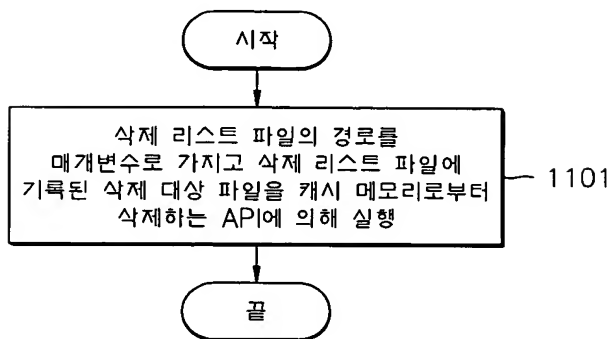 시작
삭제 리스트 파일의 경로를
매개변수로 가지고 삭제 리스트 파일에
기록된 삭제 대상 파일을 캐시 메모리로부터
삭제하는 API에 의해 실행
1101
끝